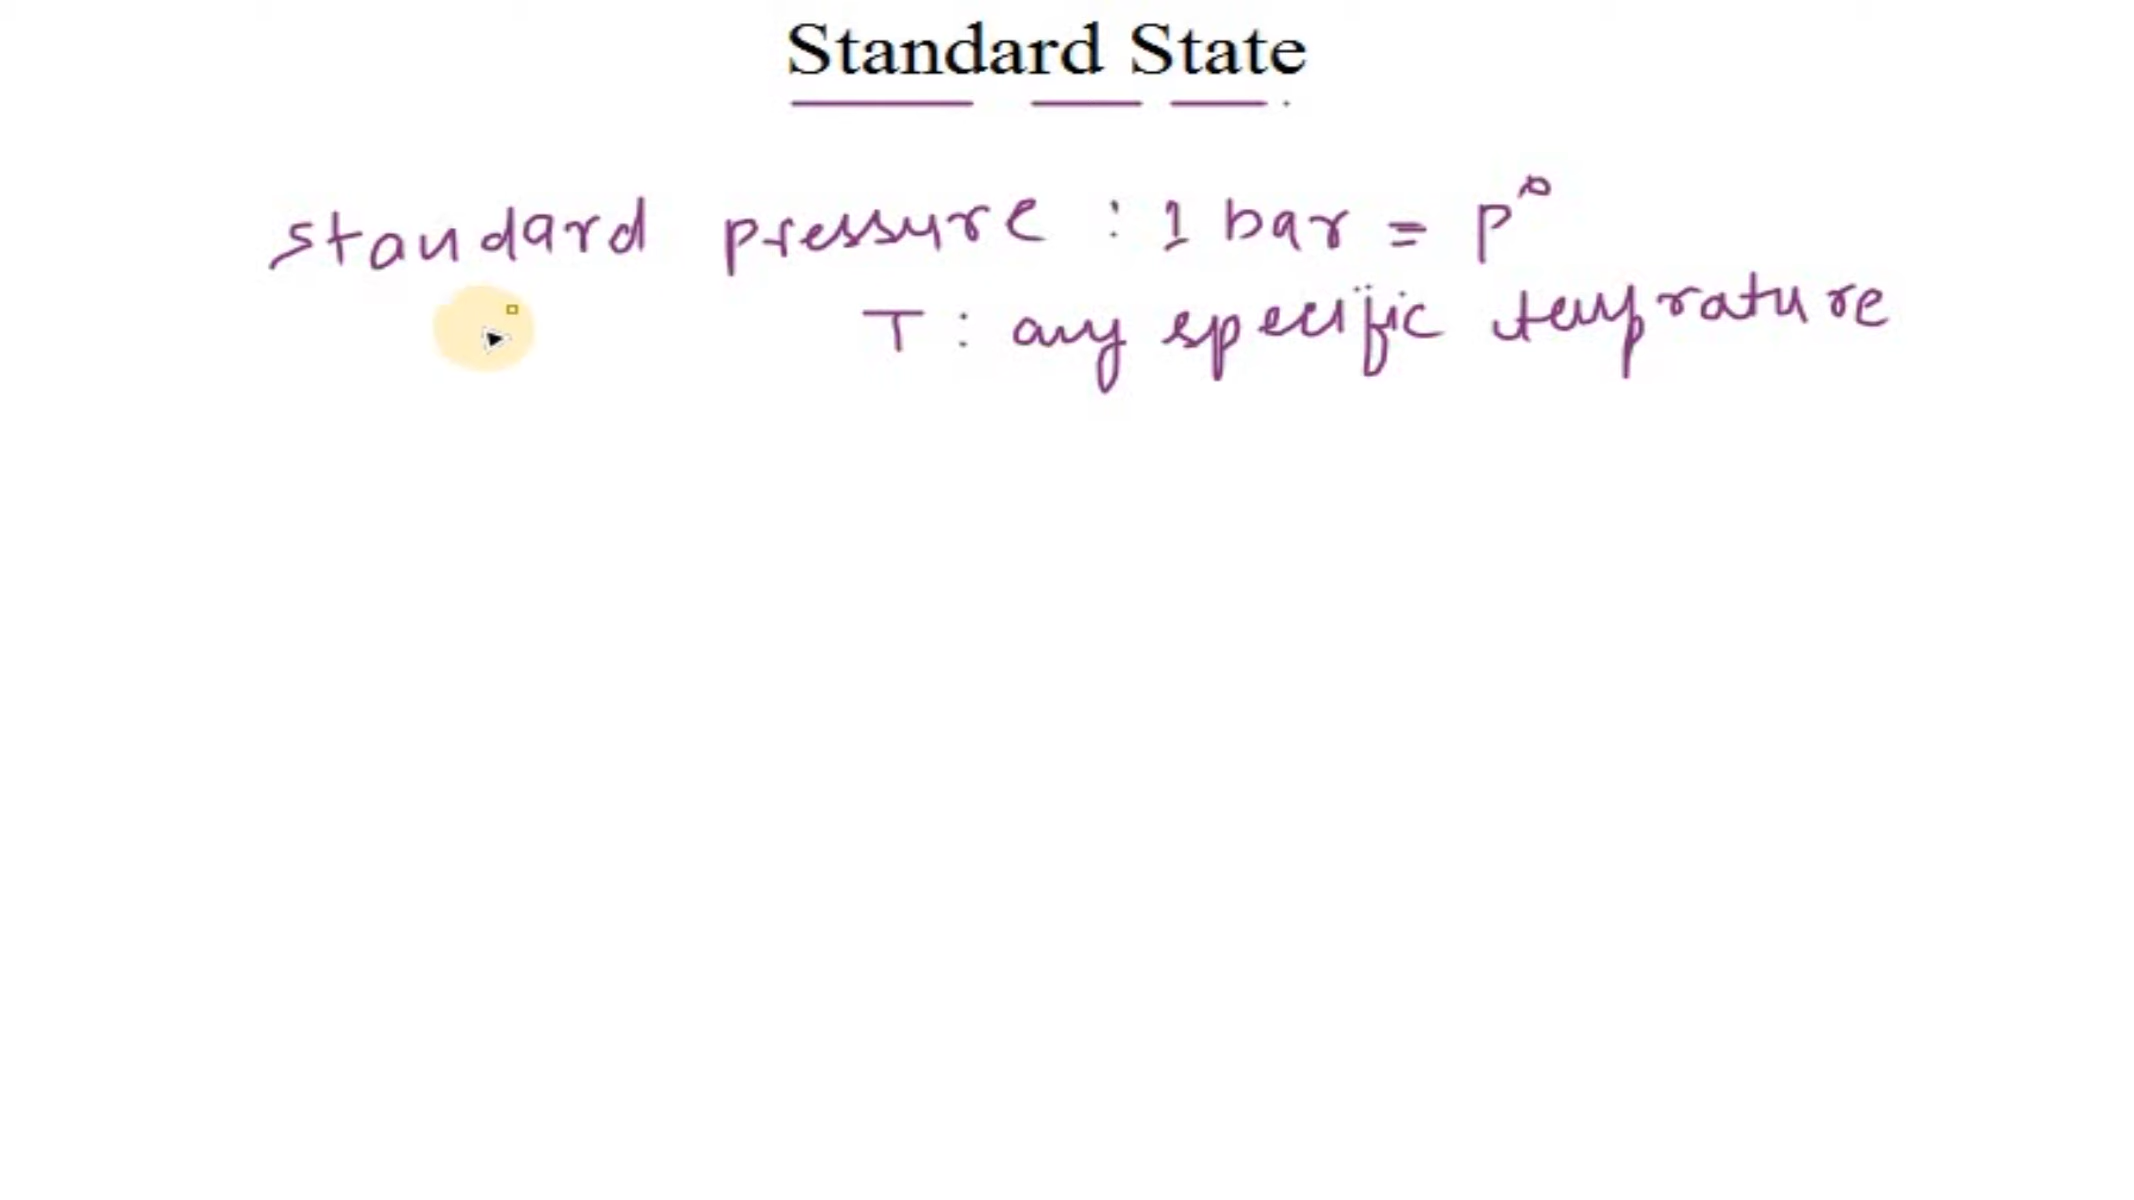 Standard State
standard pressure : 1 bar = P°
T : any specific temprature